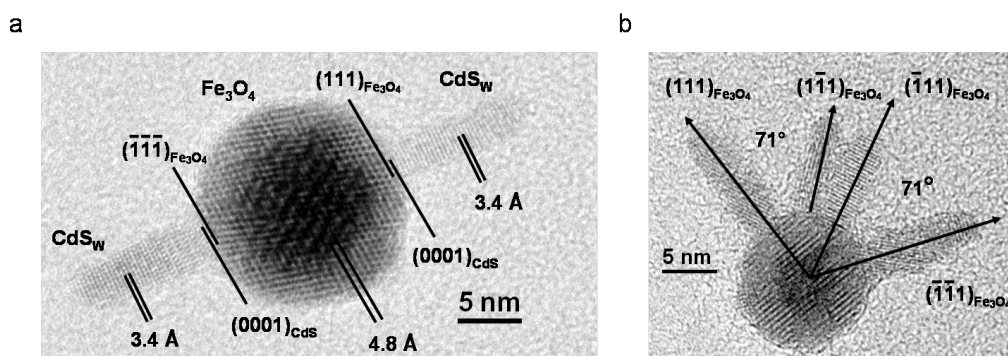 a
b
Fe₃O₄
(111)Fe₃O₄
CdSW
(1̄1̄1̄)Fe₃O₄
CdSW
3.4 Å
(0001)CdS
4.8 Å
5 nm
(0001)CdS
3.4 Å
(111)Fe₃O₄
(11̄1)Fe₃O₄
(1̄11)Fe₃O₄
71°
71°
5 nm
(1̄1̄1)Fe₃O₄